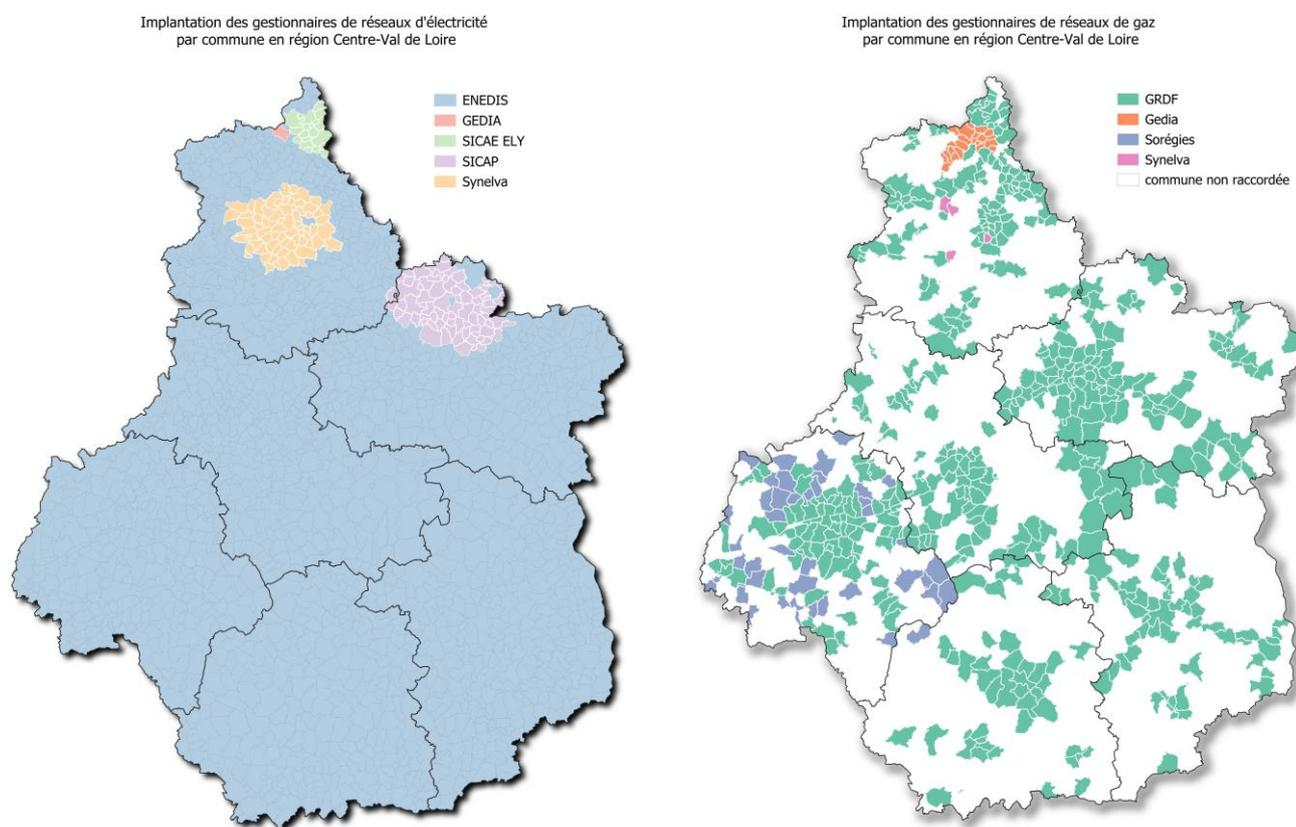 Implantation des gestionnaires de réseaux d'électricité
par commune en région Centre-Val de Loire
ENEDIS
GEDIA
SICAE ELY
SICAP
Synelva
Implantation des gestionnaires de réseaux de gaz
par commune en région Centre-Val de Loire
GRDF
Gedia
Sorégies
Synelva
commune non raccordée